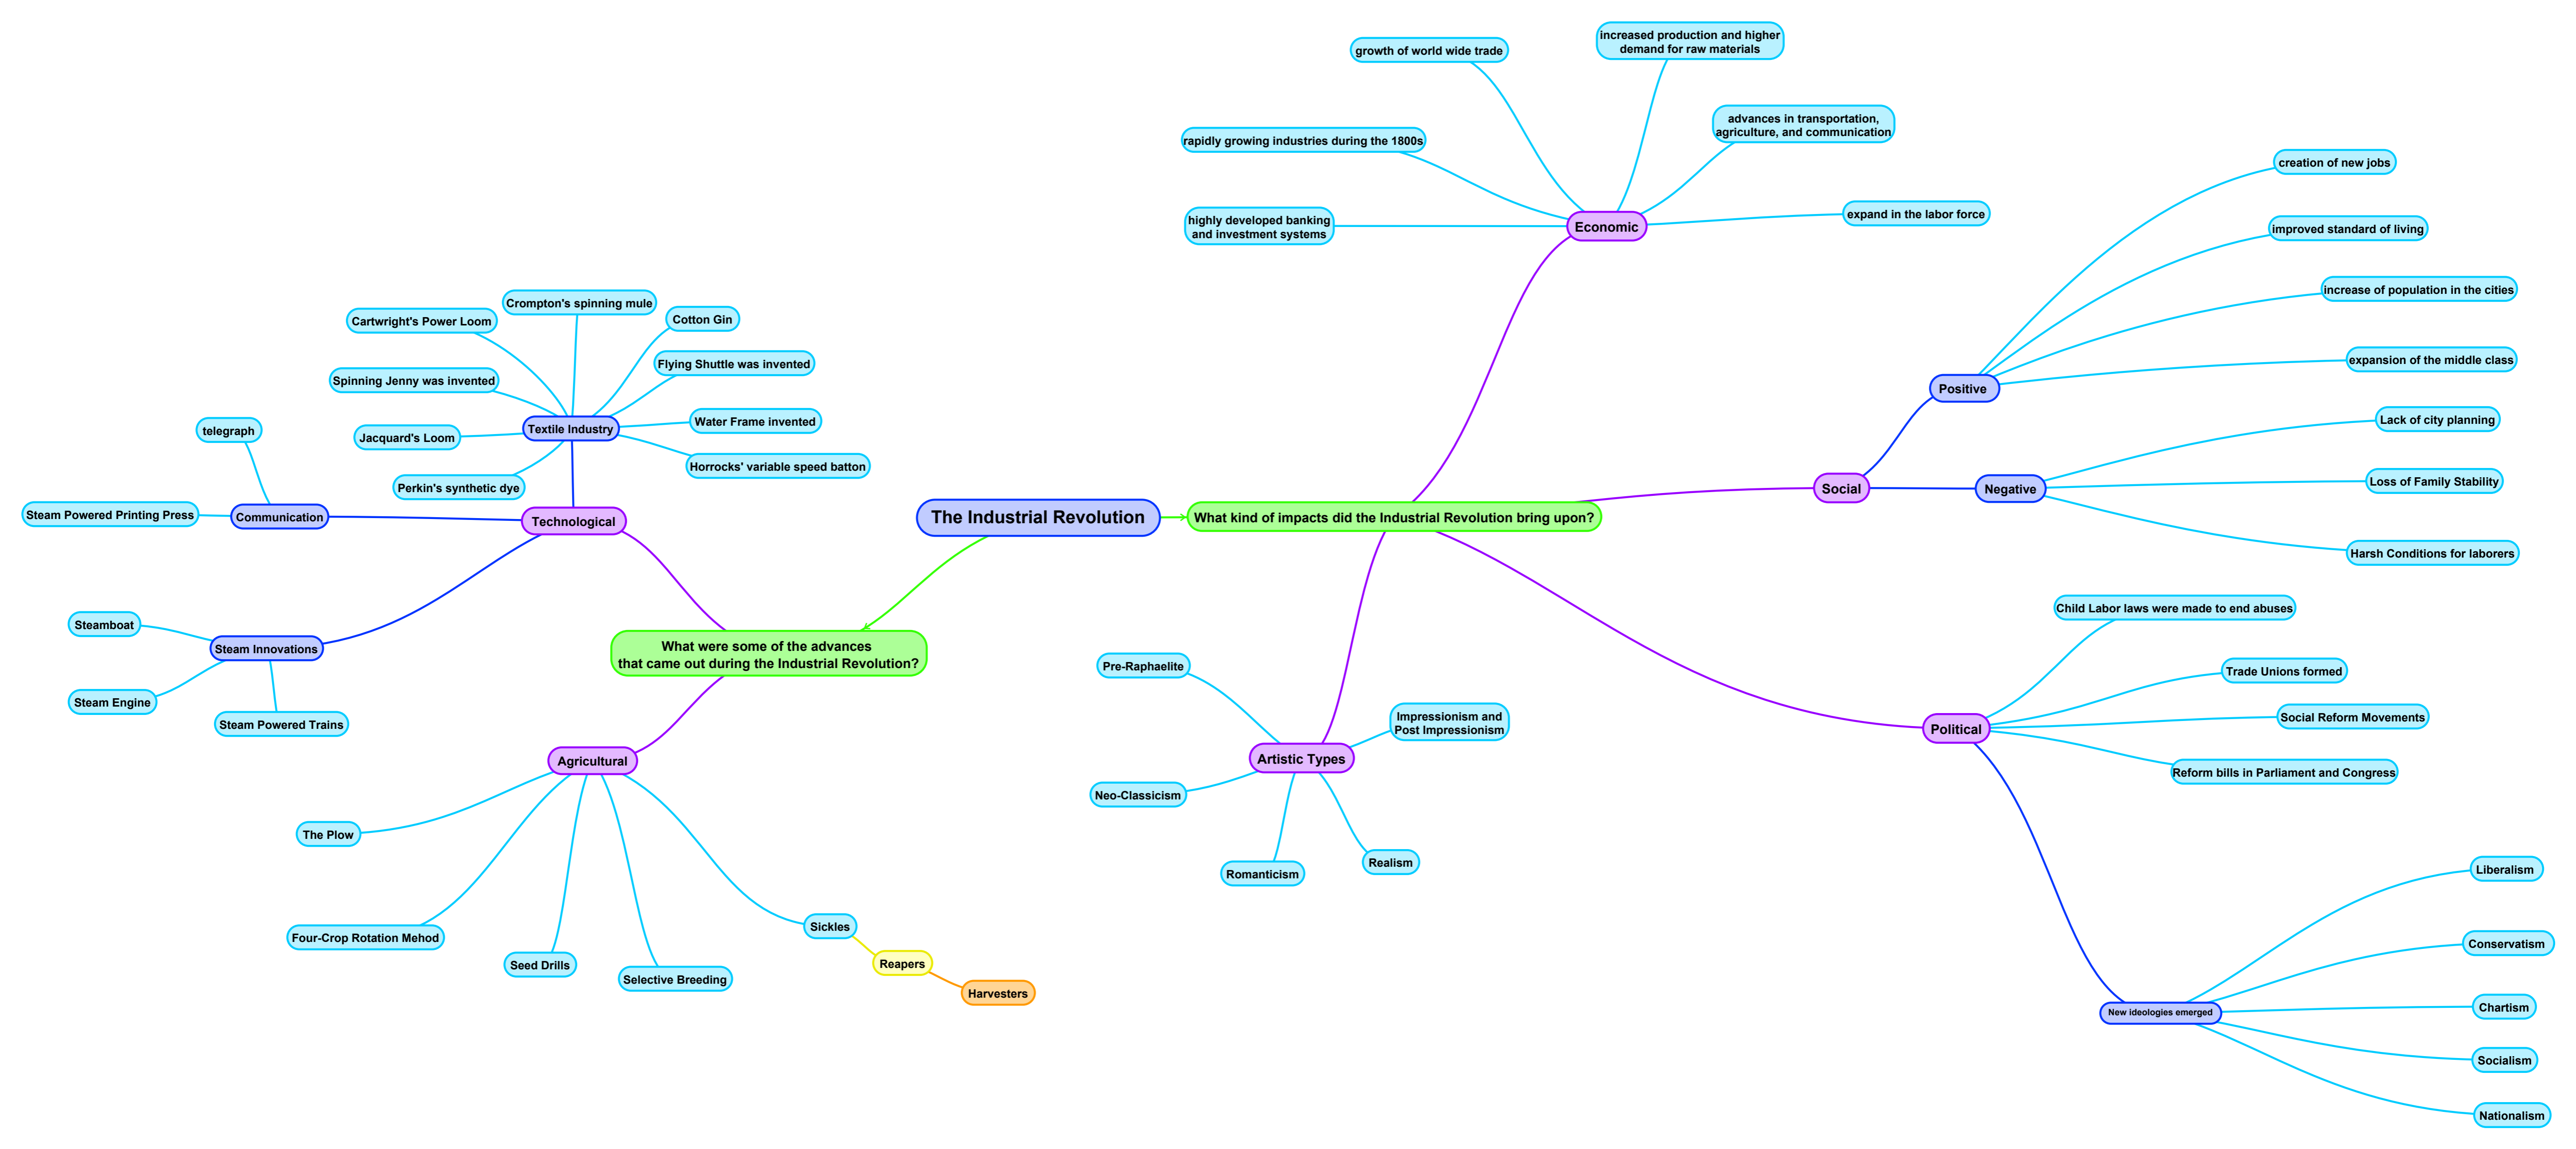 The Industrial Revolution
What kind of impacts did the Industrial Revolution bring upon?
Economic
highly developed banking
and investment systems
rapidly growing industries during the 1800s
growth of world wide trade
increased production and higher
demand for raw materials
advances in transportation,
agriculture, and communication
expand in the labor force
Social
Positive
creation of new jobs
improved standard of living
increase of population in the cities
expansion of the middle class
Negative
Lack of city planning
Loss of Family Stability
Harsh Conditions for laborers
Political
Child Labor laws were made to end abuses
Trade Unions formed
Social Reform Movements
Reform bills in Parliament and Congress
New ideologies emerged
Liberalism
Conservatism
Chartism
Socialism
Nationalism
Artistic Types
Pre-Raphaelite
Impressionism and
Post Impressionism
Neo-Classicism
Romanticism
Realism
What were some of the advances
that came out during the Industrial Revolution?
Technological
Textile Industry
Crompton's spinning mule
Cartwright's Power Loom
Cotton Gin
Flying Shuttle was invented
Spinning Jenny was invented
Water Frame invented
Jacquard's Loom
Horrocks' variable speed batton
Perkin's synthetic dye
Communication
telegraph
Steam Powered Printing Press
Steam Innovations
Steamboat
Steam Engine
Steam Powered Trains
Agricultural
The Plow
Four-Crop Rotation Mehod
Seed Drills
Selective Breeding
Sickles
Reapers
Harvesters